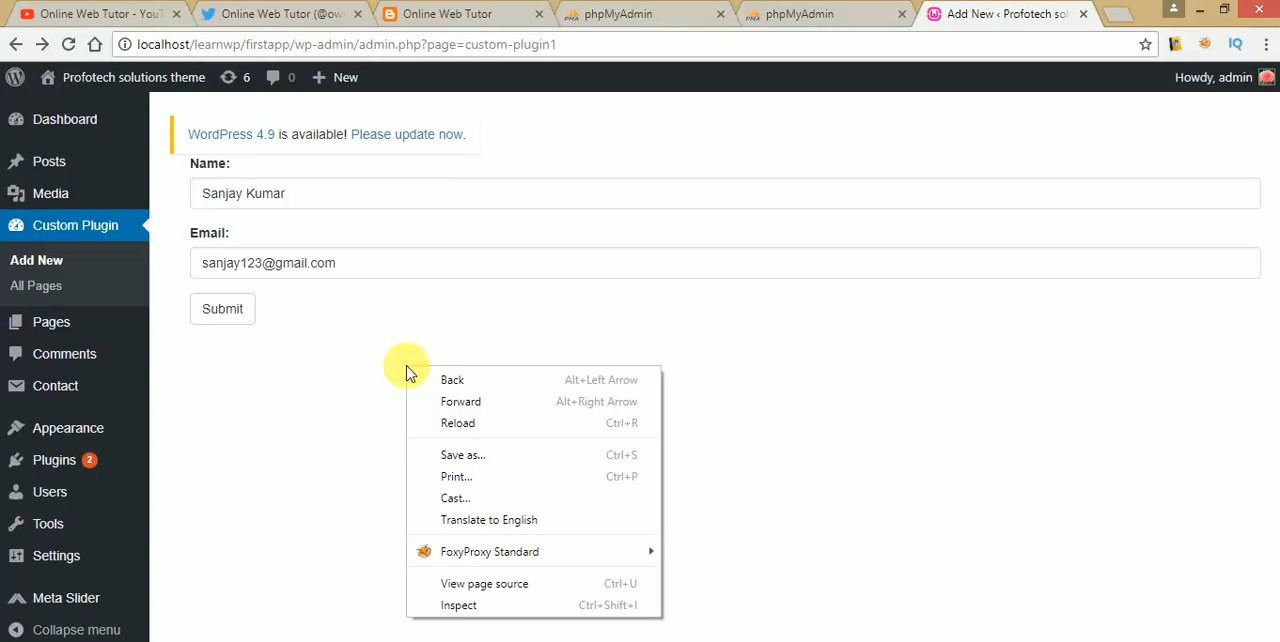 Online Web Tutor - YouT
Online Web Tutor (@ow
Online Web Tutor
phpMyAdmin
phpMyAdmin
Add New ‹ Profotech sol
localhost/learnwp/firstapp/wp-admin/admin.php?page=custom-plugin1
IQ
Profotech solutions theme
6
0
New
Howdy, admin
Dashboard
Posts
Media
Custom Plugin
Add New
All Pages
Pages
Comments
Contact
Appearance
Plugins 2
Users
Tools
Settings
Meta Slider
Collapse menu
WordPress 4.9 is available! Please update now.
Name:
Sanjay Kumar
Email:
sanjay123@gmail.com
Submit
Back Alt+Left Arrow
Forward Alt+Right Arrow
Reload Ctrl+R
Save as... Ctrl+S
Print... Ctrl+P
Cast...
Translate to English
FoxyProxy Standard
View page source Ctrl+U
Inspect Ctrl+Shift+I